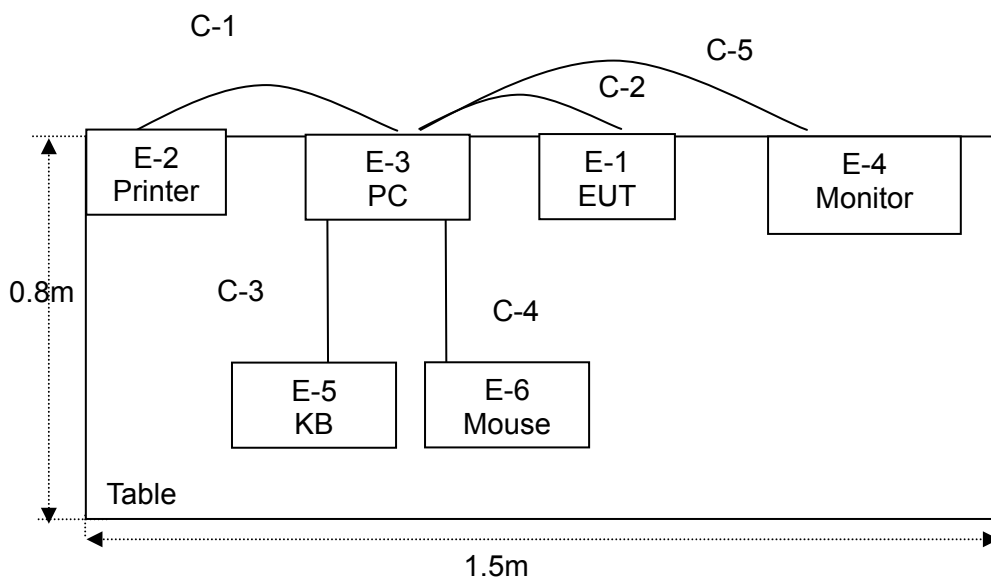 C-1
C-5
C-2
E-2
Printer
E-3
PC
E-1
EUT
E-4
Monitor
0.8m
C-3
C-4
E-5
KB
E-6
Mouse
Table
1.5m